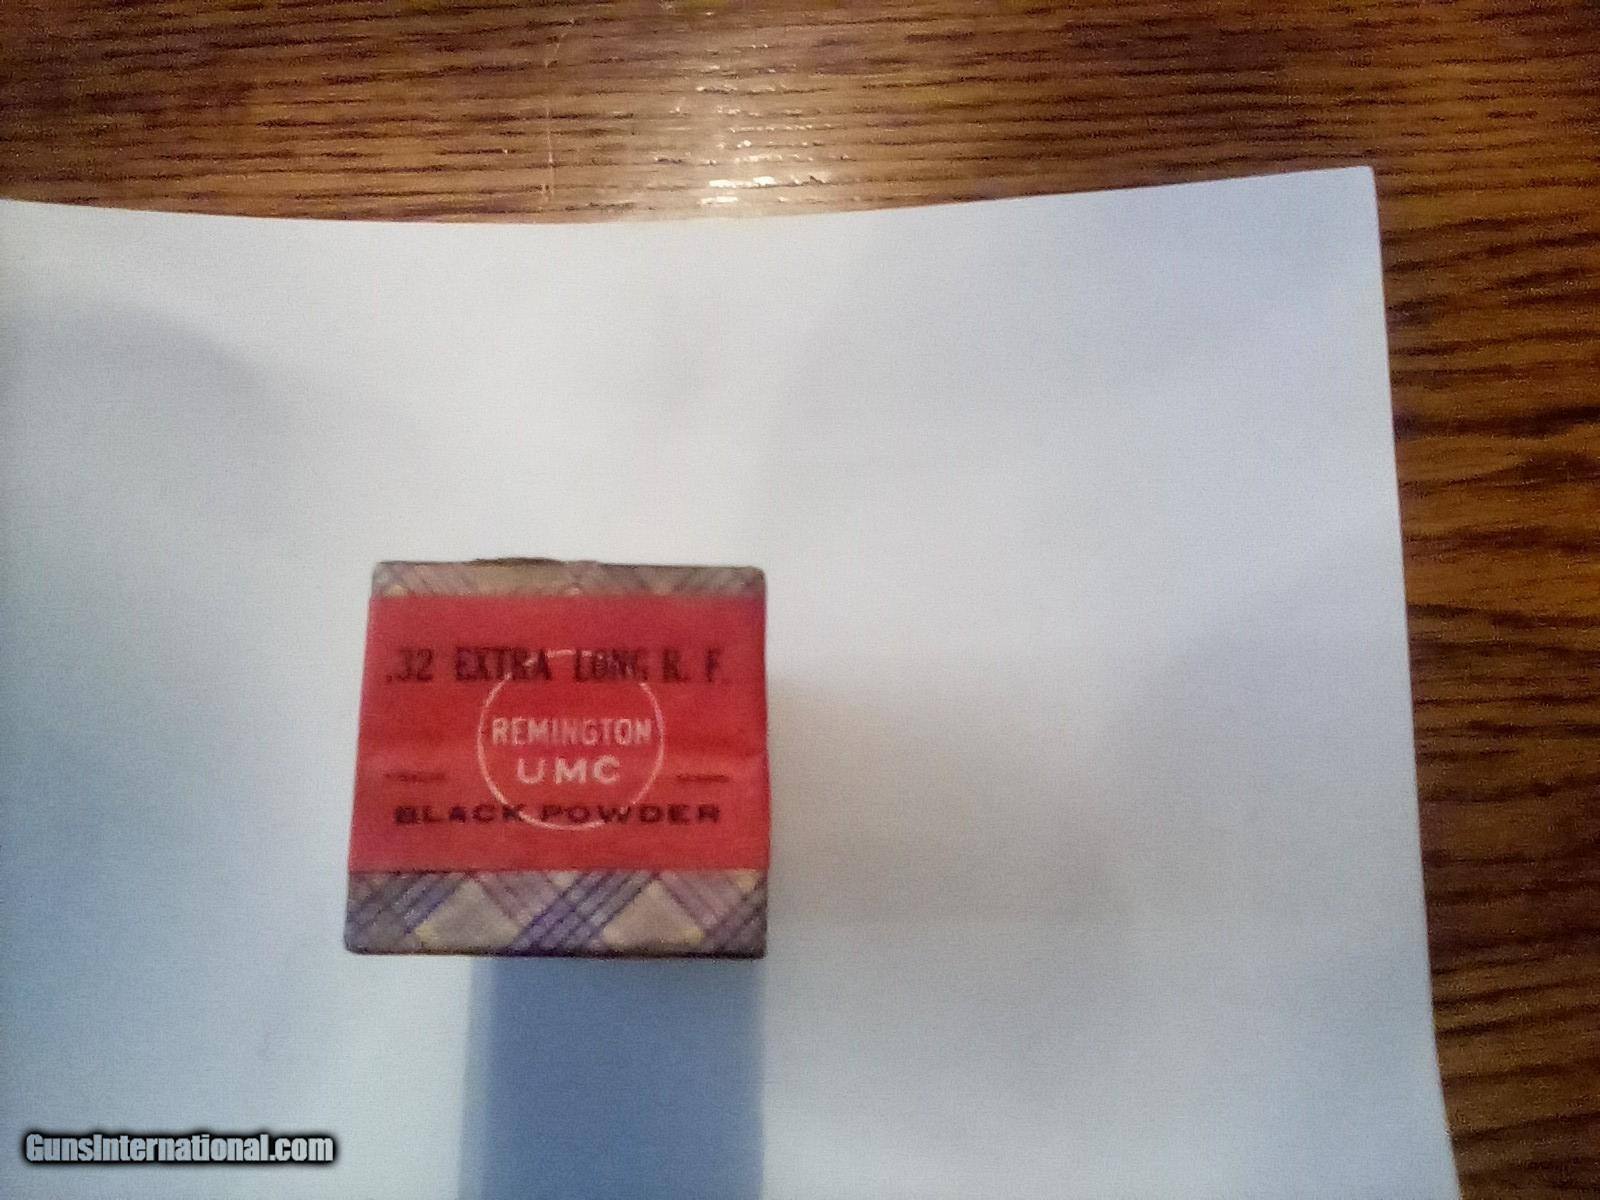 .32 EXTRA LONG R. F.
REMINGTON
UMC
BLACK POWDER
GunsInternational.com